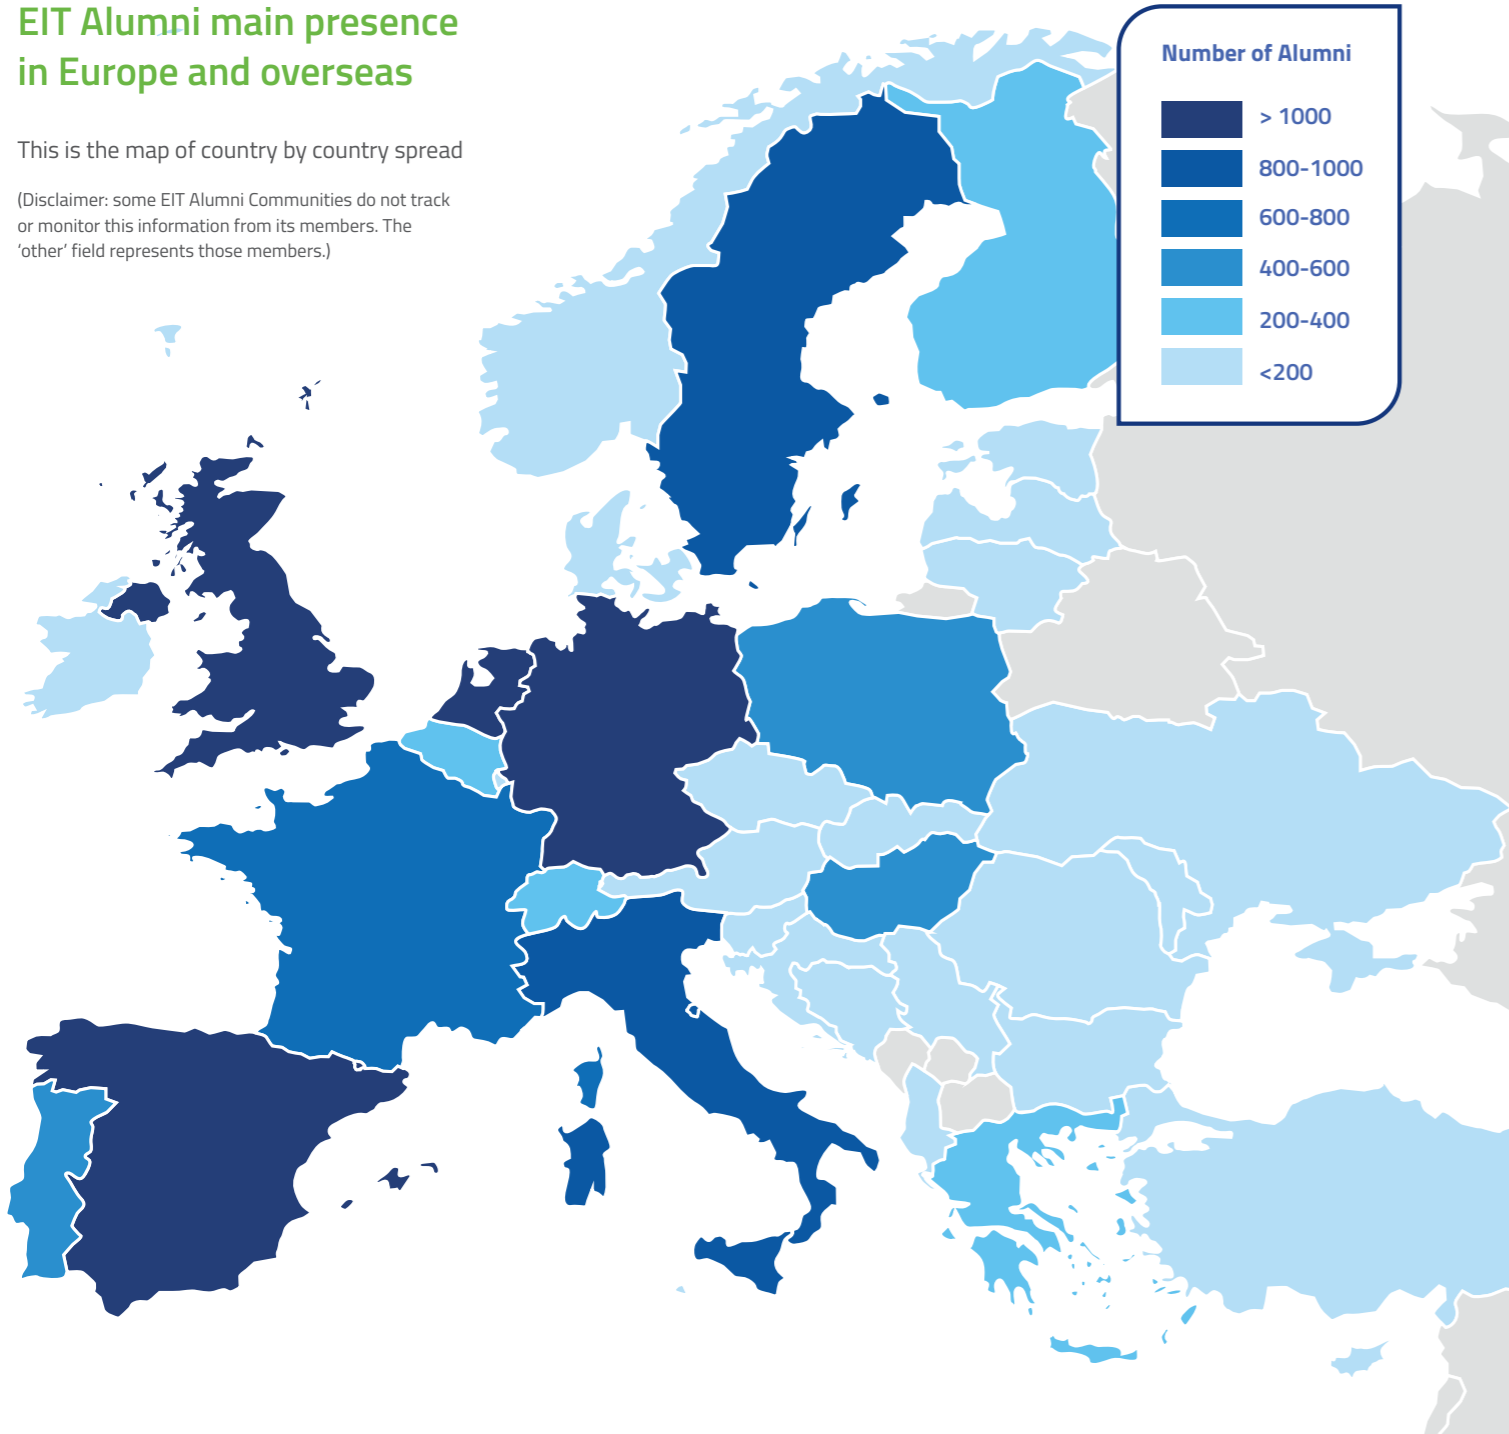 EIT Alumni main presence
in Europe and overseas
This is the map of country by country spread
(Disclaimer: some EIT Alumni Communities do not track
or monitor this information from its members. The
‘other’ field represents those members.)
Number of Alumni
> 1000
800-1000
600-800
400-600
200-400
<200